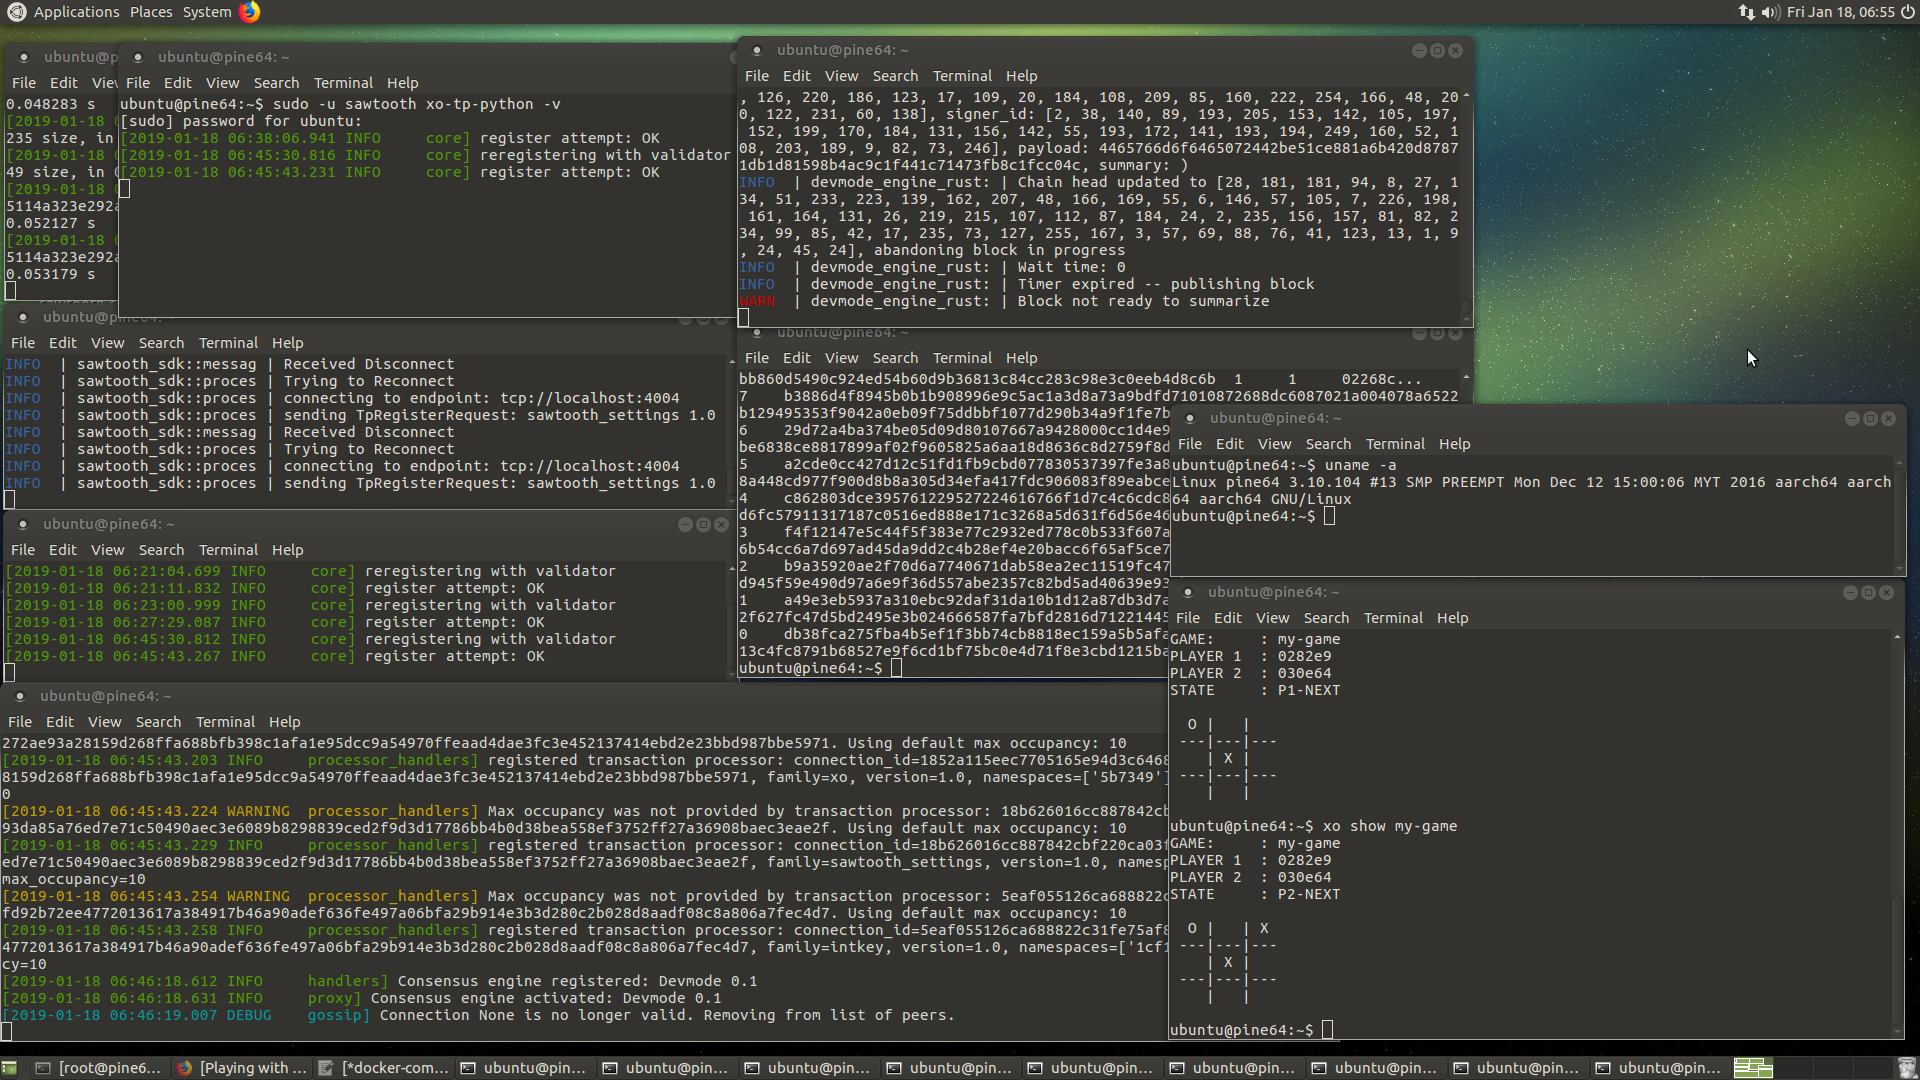 Applications Places System
Fri Jan 18, 06:55
ubuntu@p
File Edit View
0.048283 s
[2019-01-18
235 size, in
[2019-01-18
49 size, in
[2019-01-18
5114a323e292a
0.052127 s
[2019-01-18
5114a323e292a
0.053179 s
ubuntu@pine64: ~
File Edit View Search Terminal Help
ubuntu@pine64:~$ sudo -u sawtooth xo-tp-python -v
[sudo] password for ubuntu:
[2019-01-18 06:38:06.941 INFO     core] register attempt: OK
[2019-01-18 06:45:30.816 INFO     core] reregistering with validator
[2019-01-18 06:45:43.231 INFO     core] register attempt: OK
ubuntu@pine64: ~
File Edit View Search Terminal Help
INFO  | sawtooth_sdk::messag | Received Disconnect
INFO  | sawtooth_sdk::proces | Trying to Reconnect
INFO  | sawtooth_sdk::proces | connecting to endpoint: tcp://localhost:4004
INFO  | sawtooth_sdk::proces | sending TpRegisterRequest: sawtooth_settings 1.0
INFO  | sawtooth_sdk::messag | Received Disconnect
INFO  | sawtooth_sdk::proces | Trying to Reconnect
INFO  | sawtooth_sdk::proces | connecting to endpoint: tcp://localhost:4004
INFO  | sawtooth_sdk::proces | sending TpRegisterRequest: sawtooth_settings 1.0
ubuntu@pine64: ~
File Edit View Search Terminal Help
[2019-01-18 06:21:04.699 INFO     core] reregistering with validator
[2019-01-18 06:21:11.832 INFO     core] register attempt: OK
[2019-01-18 06:23:00.999 INFO     core] reregistering with validator
[2019-01-18 06:27:29.087 INFO     core] register attempt: OK
[2019-01-18 06:45:30.812 INFO     core] reregistering with validator
[2019-01-18 06:45:43.267 INFO     core] register attempt: OK
ubuntu@pine64: ~
File Edit View Search Terminal Help
, 126, 220, 186, 123, 17, 109, 20, 184, 108, 209, 85, 160, 222, 254, 166, 48, 20
0, 122, 231, 60, 138], signer_id: [2, 38, 140, 89, 193, 205, 153, 142, 105, 197,
 152, 199, 170, 184, 131, 156, 142, 55, 193, 172, 141, 193, 194, 249, 160, 52, 1
08, 203, 189, 9, 82, 73, 246], payload: 4465766d6f6465072442be51ce881a6b420d8787
1db1d81598b4ac9c1f441c71473fb8c1fcc04c, summary: )
INFO  | devmode_engine_rust: | Chain head updated to [28, 181, 181, 94, 8, 27, 1
34, 51, 233, 223, 139, 162, 207, 48, 166, 169, 55, 6, 146, 57, 105, 7, 226, 198,
 161, 164, 131, 26, 219, 215, 107, 112, 87, 184, 24, 2, 235, 156, 157, 81, 82, 2
34, 99, 85, 42, 17, 235, 73, 127, 255, 167, 3, 57, 69, 88, 76, 41, 123, 13, 1, 9
, 24, 45, 24], abandoning block in progress
INFO  | devmode_engine_rust: | Wait time: 0
INFO  | devmode_engine_rust: | Timer expired -- publishing block
WARN  | devmode_engine_rust: | Block not ready to summarize
ubuntu@pine64: ~
File Edit View Search Terminal Help
bb860d5490c924ed54b60d9b36813c84cc283c98e3c0eeb4d8c6b  1     1     02268c...
7    b3886d4f8945b0b1b908996e9c5ac1a3d8a73a9bdfd71010872688dc6087021a004078a6522
b129495353f9042a0eb09f75ddbbf1077d290b34a9f1fe7b
6    29d72a4ba374be05d09d80107667a9428000cc1d4e9
be6838ce8817899af02f9605825a6aa18d8636c8d2759f8d
5    a2cde0cc427d12c51fd1fb9cbd077830537397fe3a8
8a448cd977f900d8b8a305d34efa417fdc906083f89eabce
4    c862803dce395761229527224616766f1d7c4c6cdc8
d6fc57911317187c0516ed888e171c3268a5d631f6d56e46
3    f4f12147e5c44f5f383e77c2932ed778c0b533f607a
6b54cc6a7d697ad45da9dd2c4b28ef4e20bacc6f65af5ce7
2    b9a35920ae2f70d6a7740671dab58ea2ec11519fc47
d945f59e490d97a6e9f36d557abe2357c82bd5ad40639e93
1    a49e3eb5937a310ebc92daf31da10b1d12a87db3d7a
2f627fc47d5bd2495e3b024666587fa7bfd2816d71221445
0    db38fca275fba4b5ef1f3bb74cb8818ec159a5b5afa
13c4fc8791b68527e9f6cd1bf75bc0e4d71f8e3cbd1215ba
ubuntu@pine64:~$
ubuntu@pine64: ~
File Edit View Search Terminal Help
ubuntu@pine64:~$ uname -a
Linux pine64 3.10.104 #13 SMP PREEMPT Mon Dec 12 15:00:06 MYT 2016 aarch64 aarch
64 aarch64 GNU/Linux
ubuntu@pine64:~$
ubuntu@pine64: ~
File Edit View Search Terminal Help
272ae93a28159d268ffa688bfb398c1afa1e95dcc9a54970ffeaad4dae3fc3e452137414ebd2e23bbd987bbe5971. Using default max occupancy: 10
[2019-01-18 06:45:43.203 INFO     processor_handlers] registered transaction processor: connection_id=1852a115eec7705165e94d3c6468
8159d268ffa688bfb398c1afa1e95dcc9a54970ffeaad4dae3fc3e452137414ebd2e23bbd987bbe5971, family=xo, version=1.0, namespaces=['5b7349']
0
[2019-01-18 06:45:43.224 WARNING  processor_handlers] Max occupancy was not provided by transaction processor: 18b626016cc887842cb
93da85a76ed7e71c50490aec3e6089b8298839ced2f9d3d17786bb4b0d38bea558ef3752ff27a36908baec3eae2f. Using default max occupancy: 10
[2019-01-18 06:45:43.229 INFO     processor_handlers] registered transaction processor: connection_id=18b626016cc887842cbf220ca03f
ed7e71c50490aec3e6089b8298839ced2f9d3d17786bb4b0d38bea558ef3752ff27a36908baec3eae2f, family=sawtooth_settings, version=1.0, namesp
max_occupancy=10
[2019-01-18 06:45:43.254 WARNING  processor_handlers] Max occupancy was not provided by transaction processor: 5eaf055126ca688822c
fd92b72ee4772013617a384917b46a90adef636fe497a06bfa29b914e3b3d280c2b028d8aadf08c8a806a7fec4d7. Using default max occupancy: 10
[2019-01-18 06:45:43.258 INFO     processor_handlers] registered transaction processor: connection_id=5eaf055126ca688822c31fe75af8
4772013617a384917b46a90adef636fe497a06bfa29b914e3b3d280c2b028d8aadf08c8a806a7fec4d7, family=intkey, version=1.0, namespaces=['1cf1
cy=10
[2019-01-18 06:46:18.612 INFO     handlers] Consensus engine registered: Devmode 0.1
[2019-01-18 06:46:18.631 INFO     proxy] Consensus engine activated: Devmode 0.1
[2019-01-18 06:46:19.007 DEBUG    gossip] Connection None is no longer valid. Removing from list of peers.
ubuntu@pine64: ~
File Edit View Search Terminal Help
GAME:     : my-game
PLAYER 1  : 0282e9
PLAYER 2  : 030e64
STATE     : P1-NEXT
  O |   |
 ---|---|---
    | X |
 ---|---|---
    |   |
ubuntu@pine64:~$ xo show my-game
GAME:     : my-game
PLAYER 1  : 0282e9
PLAYER 2  : 030e64
STATE     : P2-NEXT
  O |   | X
 ---|---|---
    | X |
 ---|---|---
    |   |
ubuntu@pine64:~$
[root@pine6... [Playing with ... [*docker-com... ubuntu@pin... ubuntu@pin... ubuntu@pin... ubuntu@pin... ubuntu@pin... ubuntu@pin... ubuntu@pin... ubuntu@pin... ubuntu@pin...